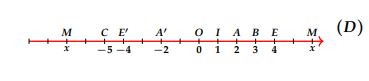 M C E′ A′ O I A B E M (D)
x −5 −4 −2 0 1 2 3 4 x